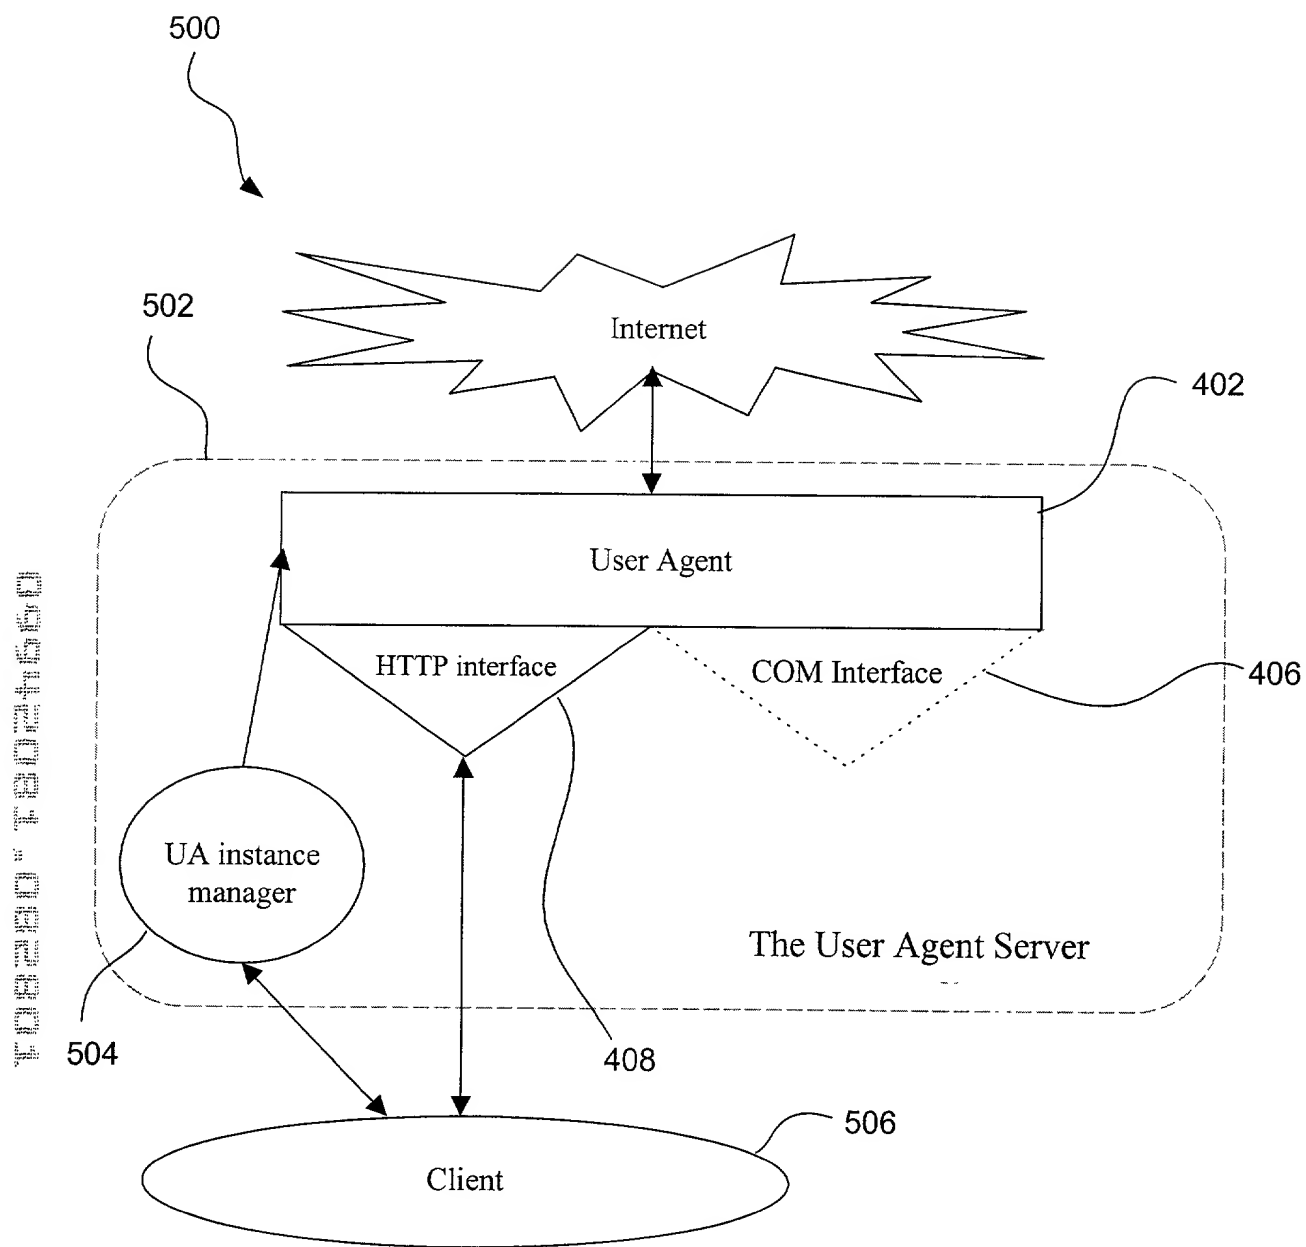 500
Internet
502
402
User Agent
HTTP interface
COM Interface
406
UA instance
manager
The User Agent Server
504
408
506
Client